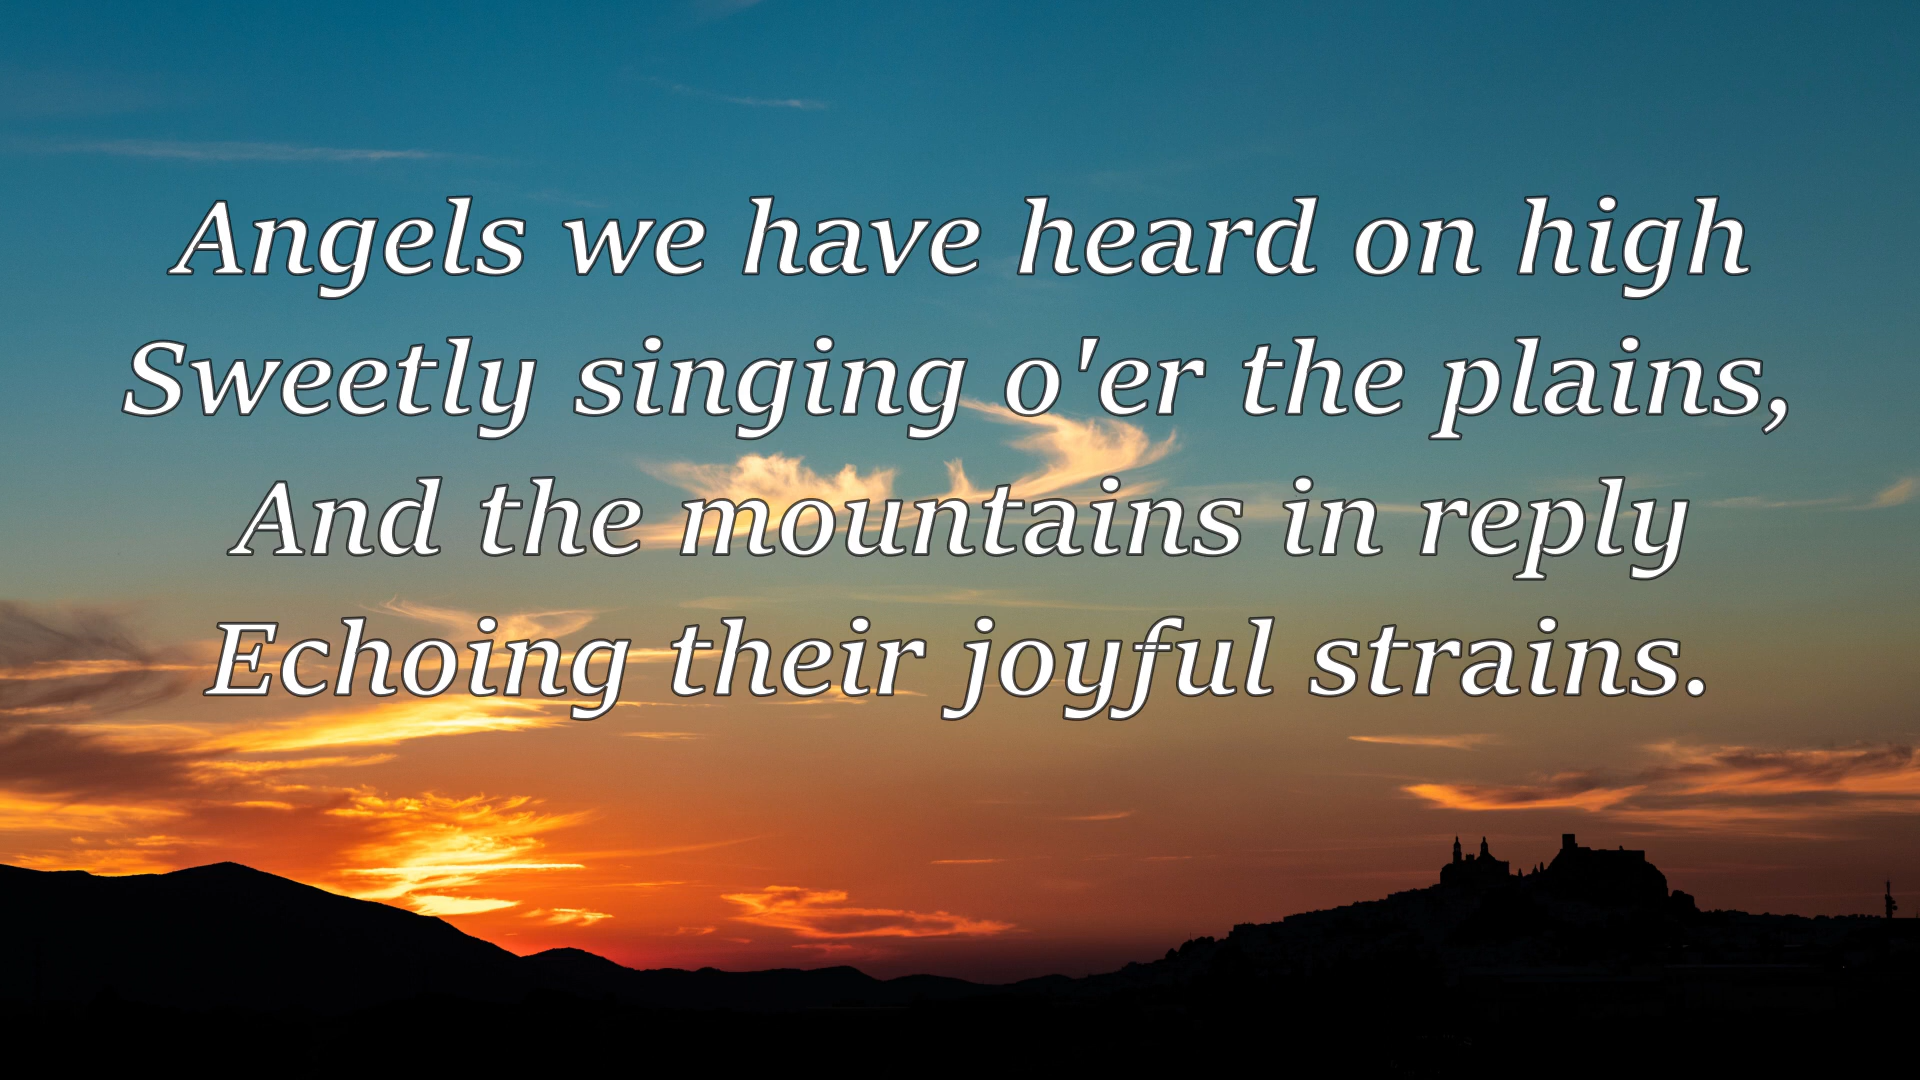 Angels we have heard on high
Sweetly singing o'er the plains,
And the mountains in reply
Echoing their joyful strains.